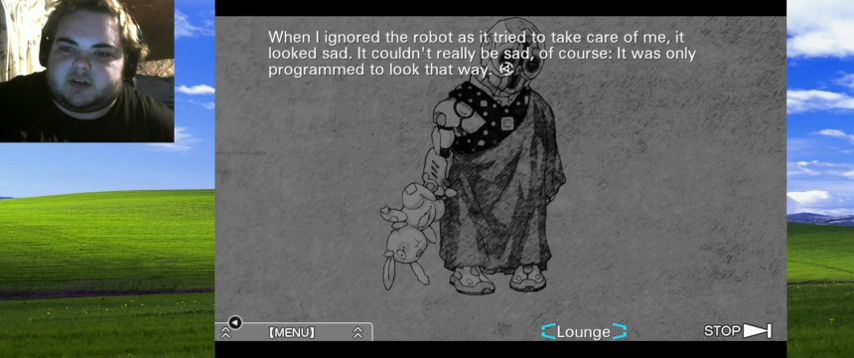 When I ignored the robot as it tried to take care of me, it
looked sad. It couldn't really be sad, of course: It was only
programmed to look that way.
【MENU】
Lounge
STOP